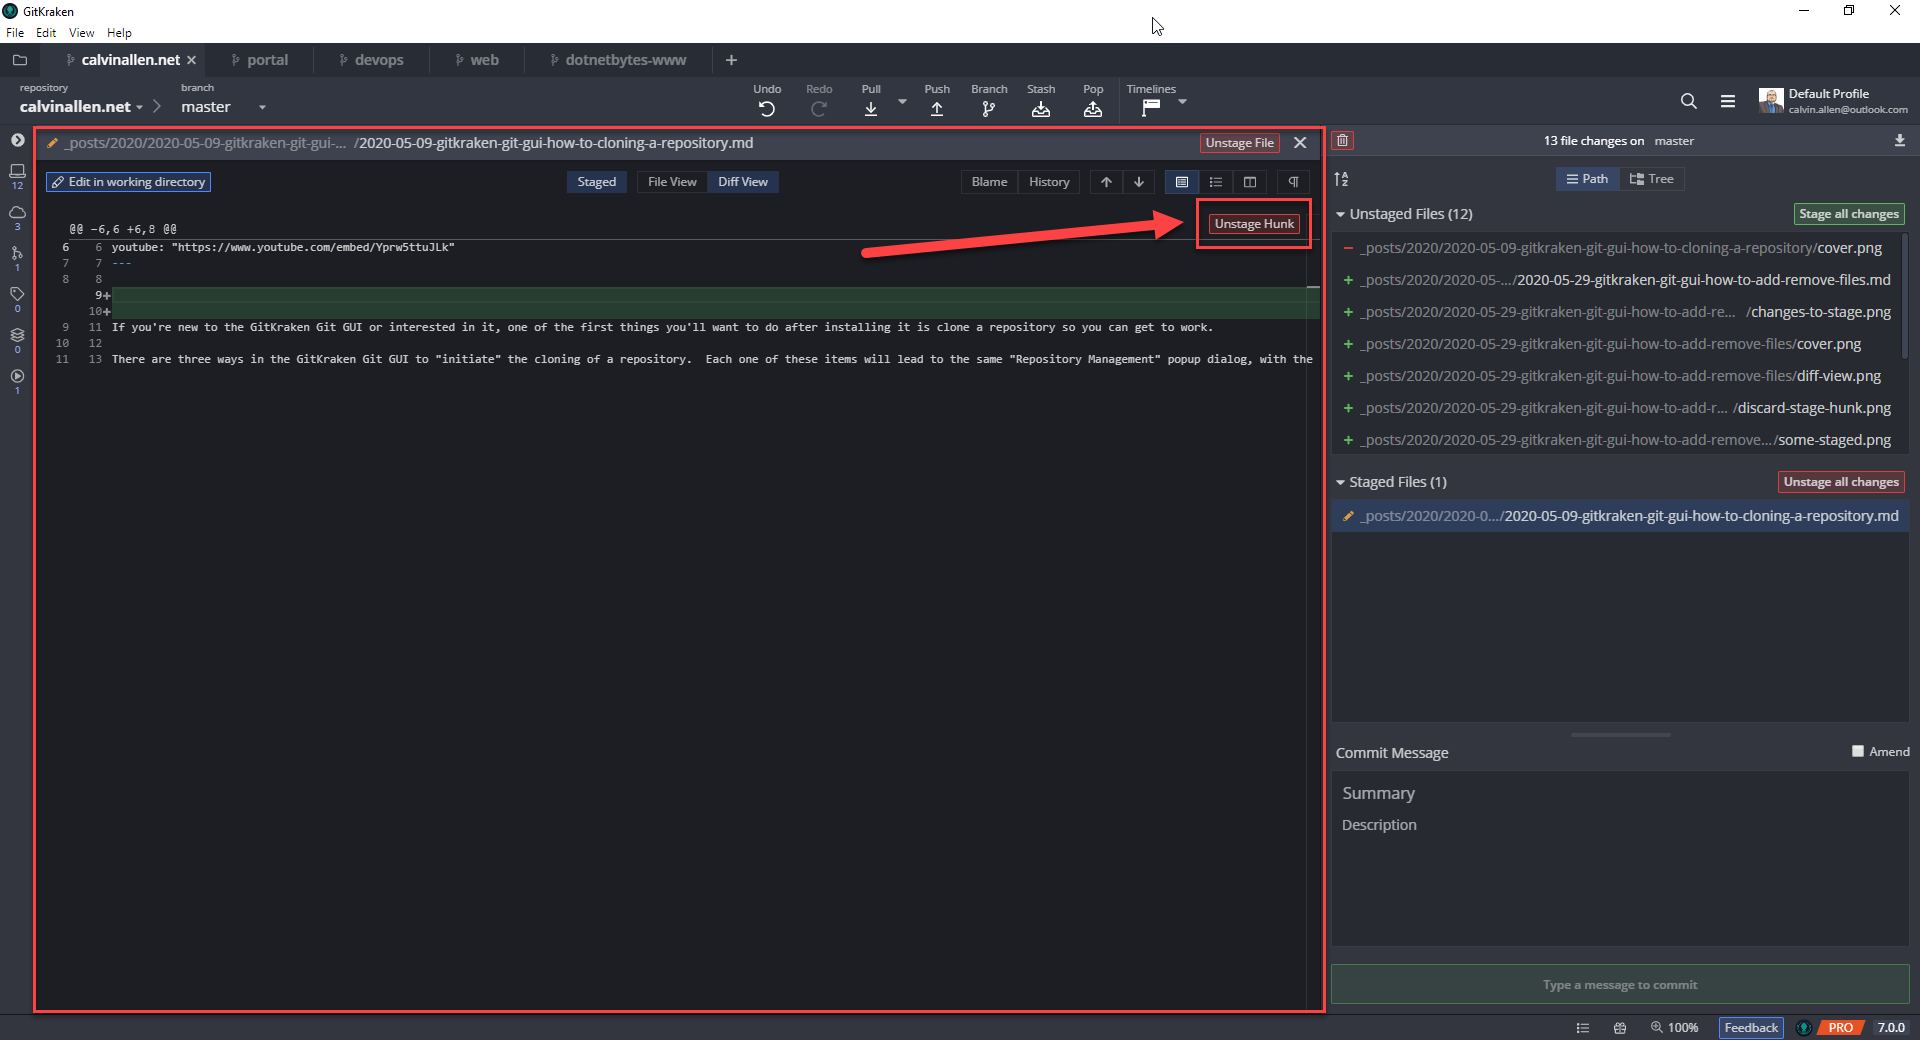 GitKraken
File Edit View Help
calvinallen.net portal devops web dotnetbytes-www
repository
calvinallen.net
branch
master
Undo Redo Pull Push Branch Stash Pop Timelines
Default Profile
calvin.allen@outlook.com
12
3
1
0
0
1
_posts/2020/2020-05-09-gitkraken-git-gui-... /2020-05-09-gitkraken-git-gui-how-to-cloning-a-repository.md
Unstage File
Edit in working directory
Staged File View Diff View
Blame History
Unstage Hunk
@@ -6,6 +6,8 @@
6 6 youtube: "https://www.youtube.com/embed/Yprw5ttuJLk"
7 7 ---
8 8
9+
10+
9 11 If you're new to the GitKraken Git GUI or interested in it, one of the first things you'll want to do after installing it is clone a repository so you can get to work.
10 12
11 13 There are three ways in the GitKraken Git GUI to "initiate" the cloning of a repository.  Each one of these items will lead to the same "Repository Management" popup dialog, with the
13 file changes on master
Path Tree
Unstaged Files (12)
Stage all changes
_posts/2020/2020-05-09-gitkraken-git-gui-how-to-cloning-a-repository/cover.png
_posts/2020/2020-05-.../2020-05-29-gitkraken-git-gui-how-to-add-remove-files.md
_posts/2020/2020-05-29-gitkraken-git-gui-how-to-add-re... /changes-to-stage.png
_posts/2020/2020-05-29-gitkraken-git-gui-how-to-add-remove-files/cover.png
_posts/2020/2020-05-29-gitkraken-git-gui-how-to-add-remove-files/diff-view.png
_posts/2020/2020-05-29-gitkraken-git-gui-how-to-add-r... /discard-stage-hunk.png
_posts/2020/2020-05-29-gitkraken-git-gui-how-to-add-remove.../some-staged.png
Staged Files (1)
Unstage all changes
_posts/2020/2020-0.../2020-05-09-gitkraken-git-gui-how-to-cloning-a-repository.md
Commit Message
Amend
Summary
Description
Type a message to commit
100% Feedback PRO 7.0.0